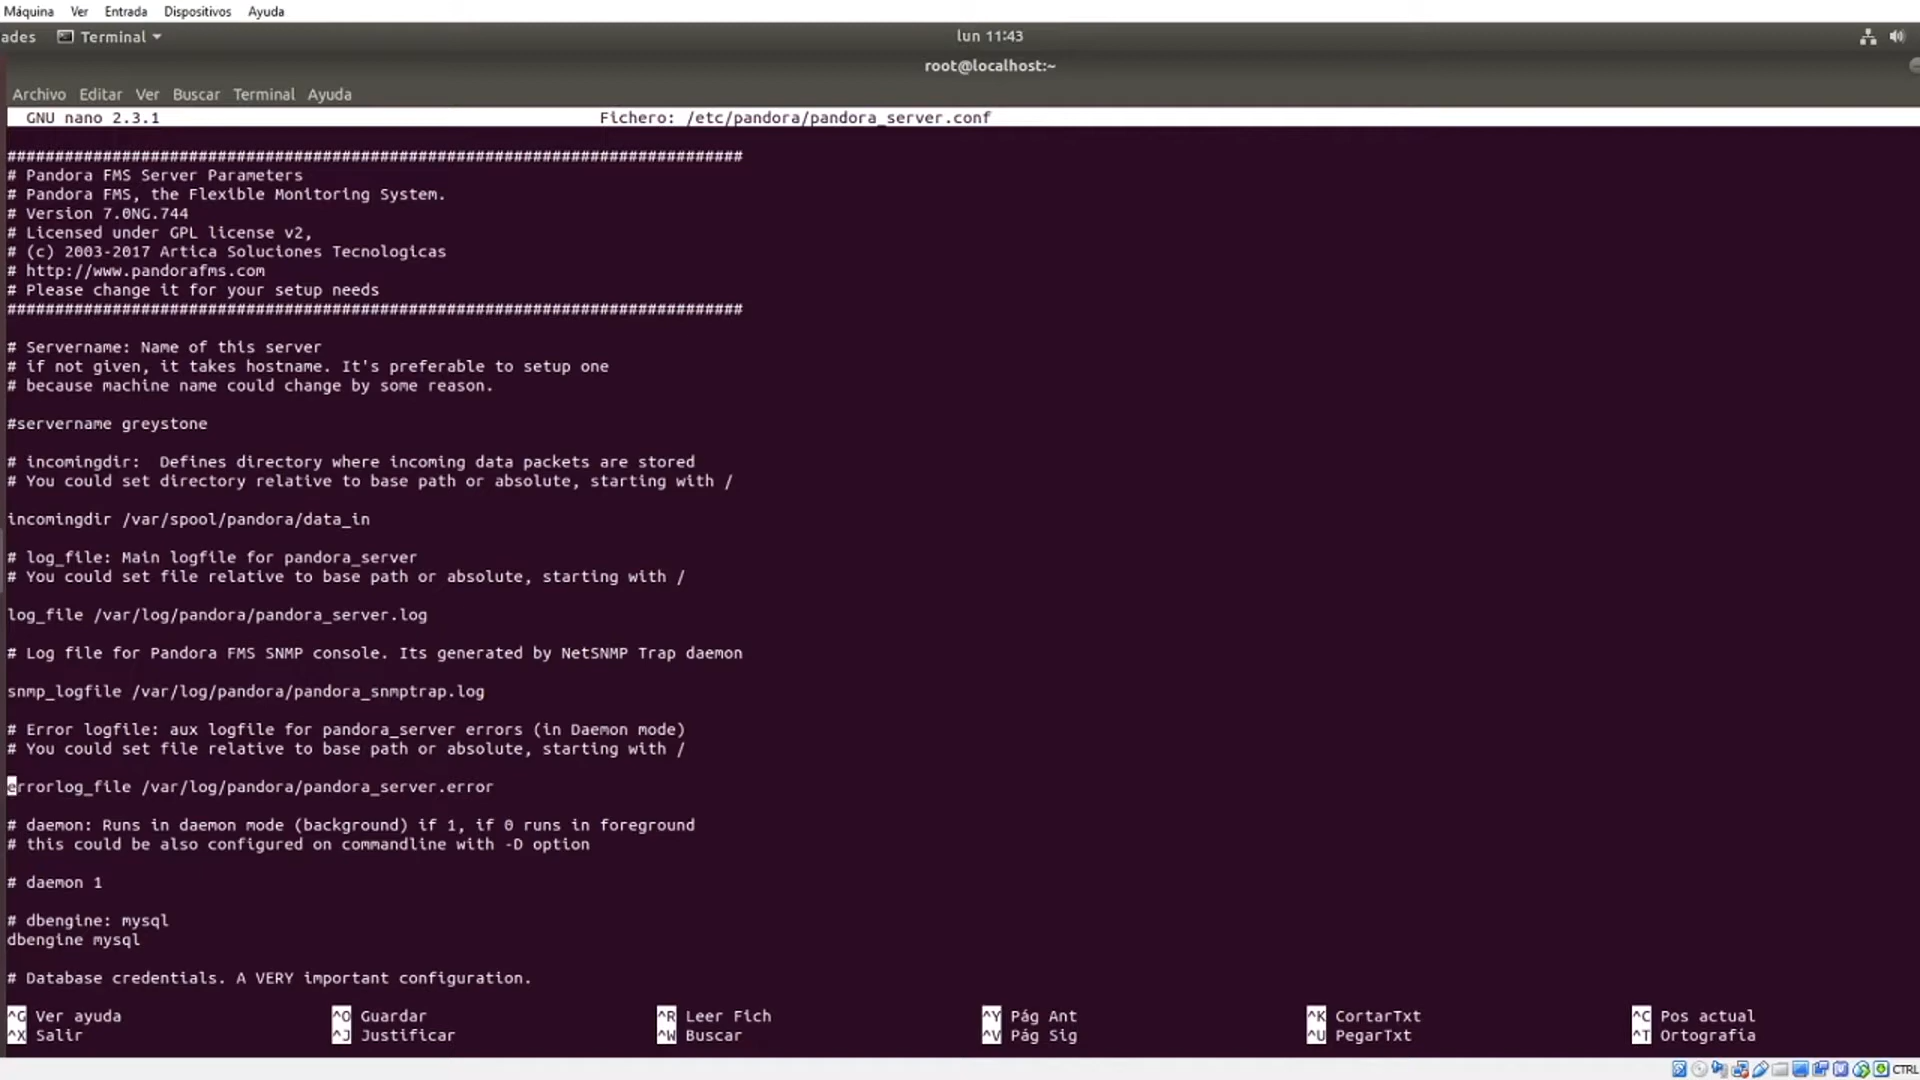 Máquina Ver Entrada Dispositivos Ayuda
ades Terminal lun 11:43
root@localhost:~
Archivo Editar Ver Buscar Terminal Ayuda
GNU nano 2.3.1 Fichero: /etc/pandora/pandora_server.conf
#############################################################################
# Pandora FMS Server Parameters
# Pandora FMS, the Flexible Monitoring System.
# Version 7.0NG.744
# Licensed under GPL license v2,
# (c) 2003-2017 Artica Soluciones Tecnologicas
# http://www.pandorafms.com
# Please change it for your setup needs
#############################################################################
# Servername: Name of this server
# if not given, it takes hostname. It's preferable to setup one
# because machine name could change by some reason.
#servername greystone
# incomingdir:  Defines directory where incoming data packets are stored
# You could set directory relative to base path or absolute, starting with /
incomingdir /var/spool/pandora/data_in
# log_file: Main logfile for pandora_server
# You could set file relative to base path or absolute, starting with /
log_file /var/log/pandora/pandora_server.log
# Log file for Pandora FMS SNMP console. Its generated by NetSNMP Trap daemon
snmp_logfile /var/log/pandora/pandora_snmptrap.log
# Error logfile: aux logfile for pandora_server errors (in Daemon mode)
# You could set file relative to base path or absolute, starting with /
errorlog_file /var/log/pandora/pandora_server.error
# daemon: Runs in daemon mode (background) if 1, if 0 runs in foreground
# this could be also configured on commandline with -D option
# daemon 1
# dbengine: mysql
dbengine mysql
# Database credentials. A VERY important configuration.
^G Ver ayuda ^O Guardar ^R Leer Fich ^Y Pág Ant ^K CortarTxt ^C Pos actual
^X Salir ^J Justificar ^W Buscar ^V Pág Sig ^U PegarTxt ^T Ortografía
CTRL